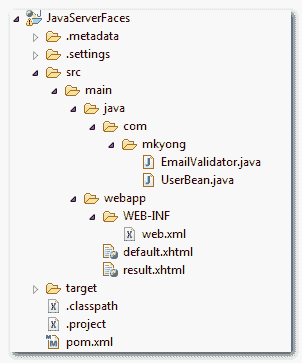 JavaServerFaces
.metadata
.settings
src
main
java
com
mkyong
EmailValidator.java
UserBean.java
webapp
WEB-INF
web.xml
default.xhtml
result.xhtml
target
.classpath
.project
pom.xml